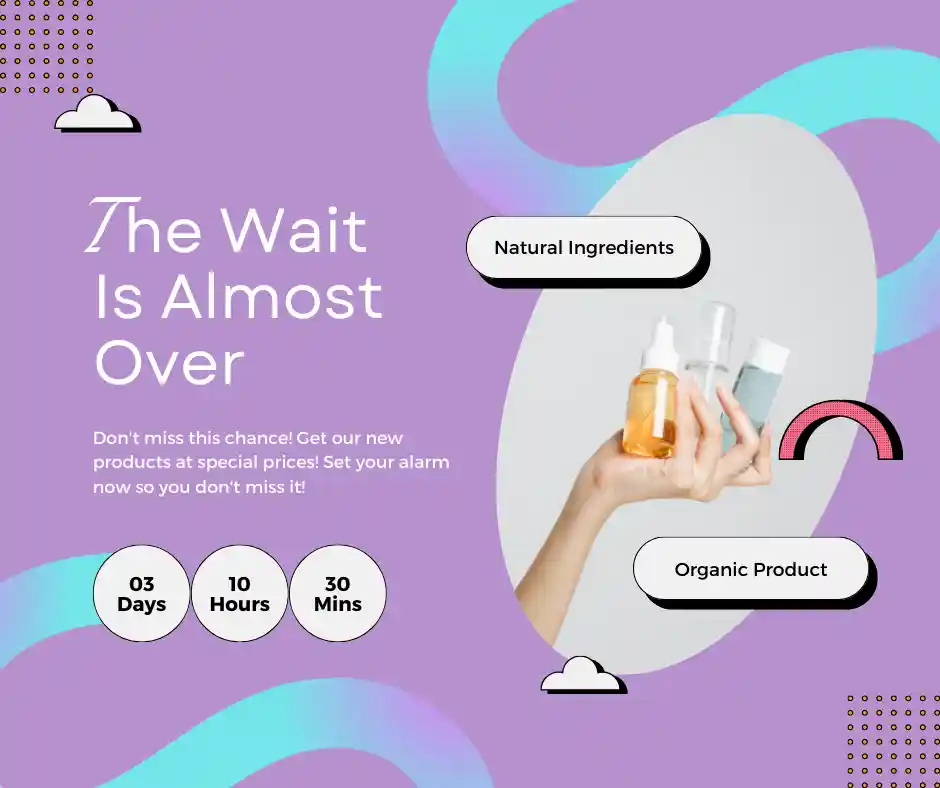 The Wait
Is Almost
Over
Don't miss this chance! Get our new
products at special prices! Set your alarm
now so you don't miss it!
03
Days
10
Hours
30
Mins
Natural Ingredients
Organic Product